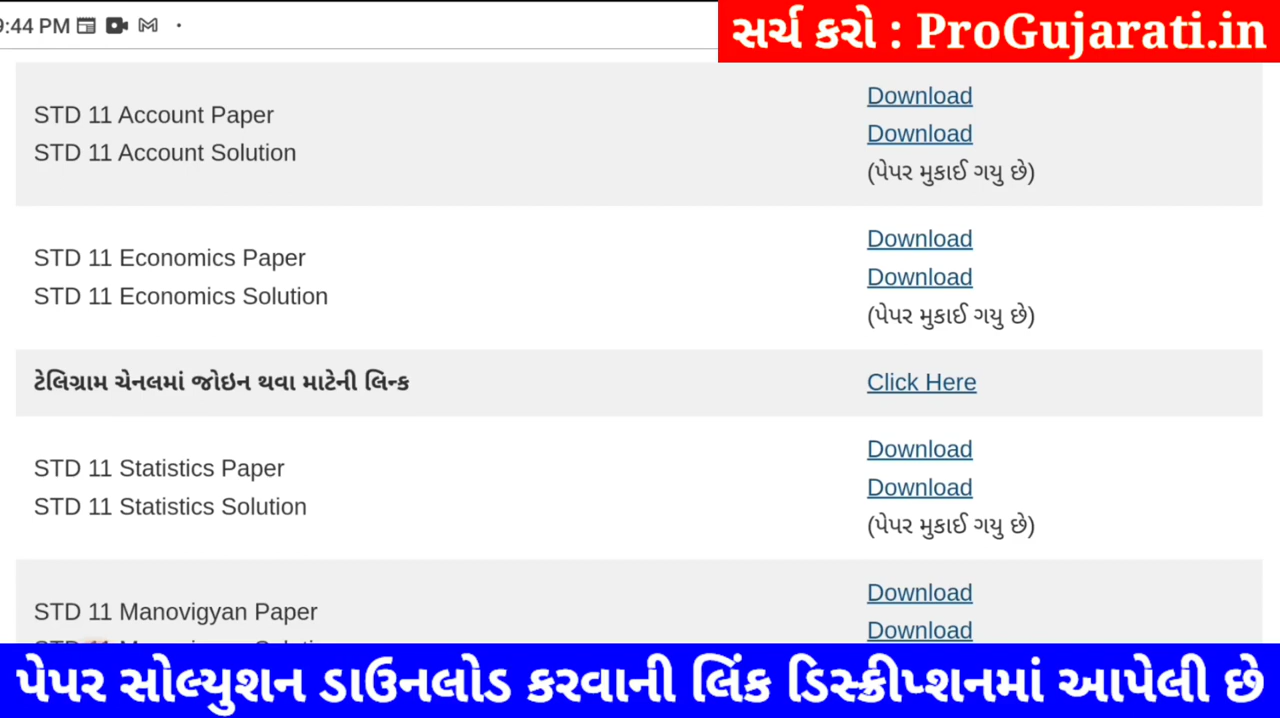 9:44 PM
સર્ચ કરો : ProGujarati.in
STD 11 Account Paper
STD 11 Account Solution
Download
Download
(પેપર મુકાઈ ગયુ છે)
STD 11 Economics Paper
STD 11 Economics Solution
Download
Download
(પેપર મુકાઈ ગયુ છે)
ટેલિગ્રામ ચેનલમાં જોઇન થવા માટેની લિન્ક
Click Here
STD 11 Statistics Paper
STD 11 Statistics Solution
Download
Download
(પેપર મુકાઈ ગયુ છે)
STD 11 Manovigyan Paper
Download
Download
પેપર સોલ્યુશન ડાઉનલોડ કરવાની લિંક ડિસ્ક્રીપ્શનમાં આપેલી છે